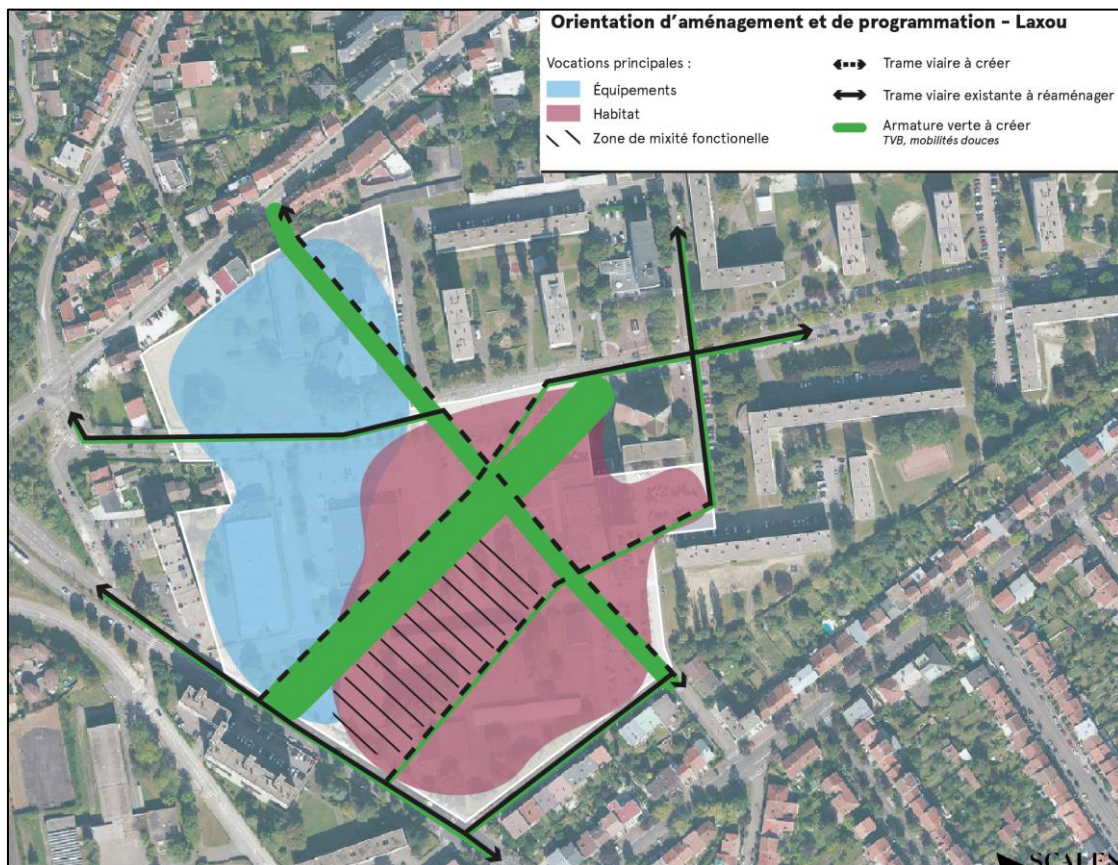 Orientation d'aménagement et de programmation - Laxou
Vocations principales :
Équipements
Habitat
Zone de mixité fonctionelle
Trame viaire à créer
Trame viaire existante à réaménager
Armature verte à créer
TVB, mobilités douces